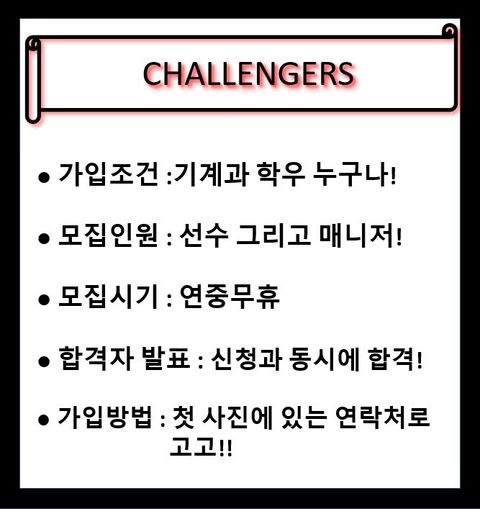 CHALLENGERS
● 가입조건 :기계과 학우 누구나!
● 모집인원 : 선수 그리고 매니저!
● 모집시기 : 연중무휴
● 합격자 발표 : 신청과 동시에 합격!
● 가입방법 : 첫 사진에 있는 연락처로
고고!!